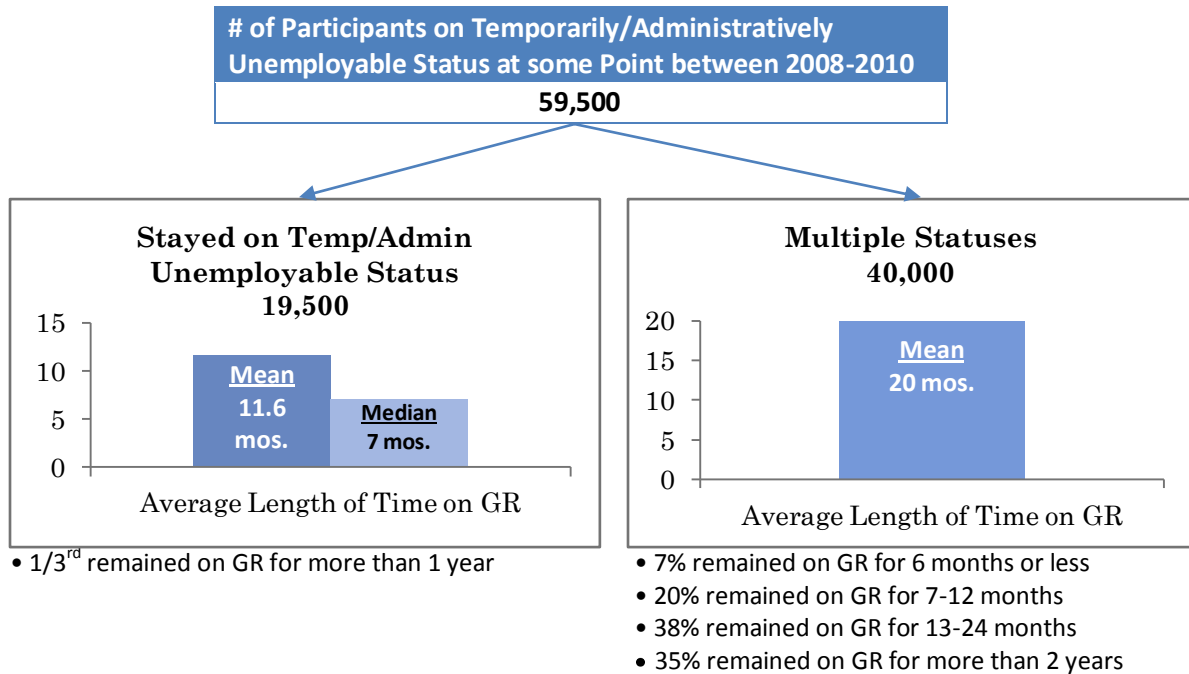 # of Participants on Temporarily/Administratively
Unemployable Status at some Point between 2008-2010
59,500
Stayed on Temp/Admin
Unemployable Status
19,500
15
10
5
0
Mean
11.6
mos.
Median
7 mos.
Average Length of Time on GR
• 1/3rd remained on GR for more than 1 year
Multiple Statuses
40,000
20
15
10
5
0
Mean
20 mos.
Average Length of Time on GR
• 7% remained on GR for 6 months or less
• 20% remained on GR for 7-12 months
• 38% remained on GR for 13-24 months
• 35% remained on GR for more than 2 years